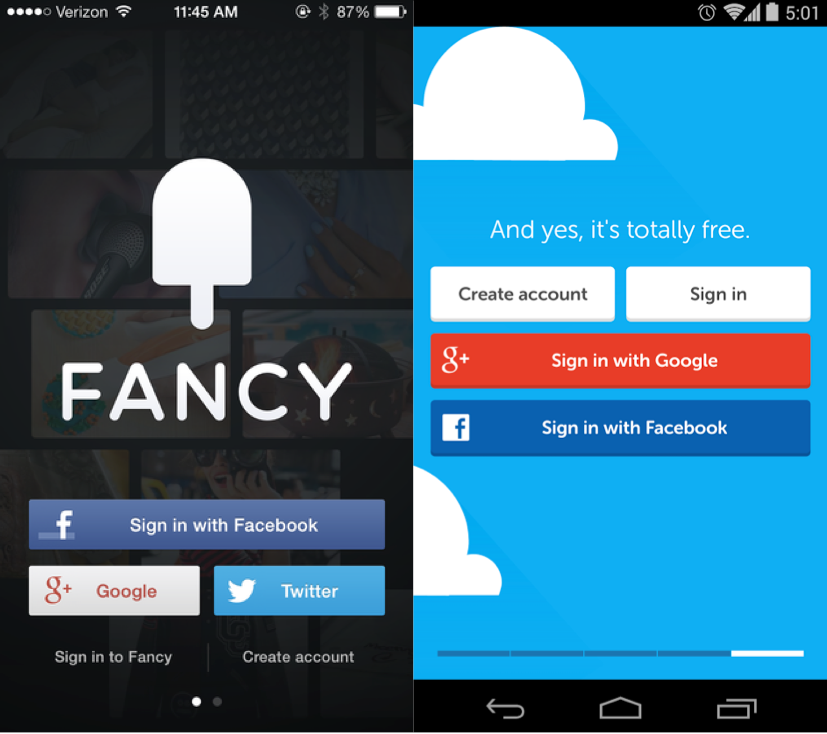 Verizon 11:45 AM 87%
FANCY
f Sign in with Facebook
g+ Google
Twitter
Sign in to Fancy
Create account
5:01
And yes, it's totally free.
Create account
Sign in
g+ Sign in with Google
f Sign in with Facebook